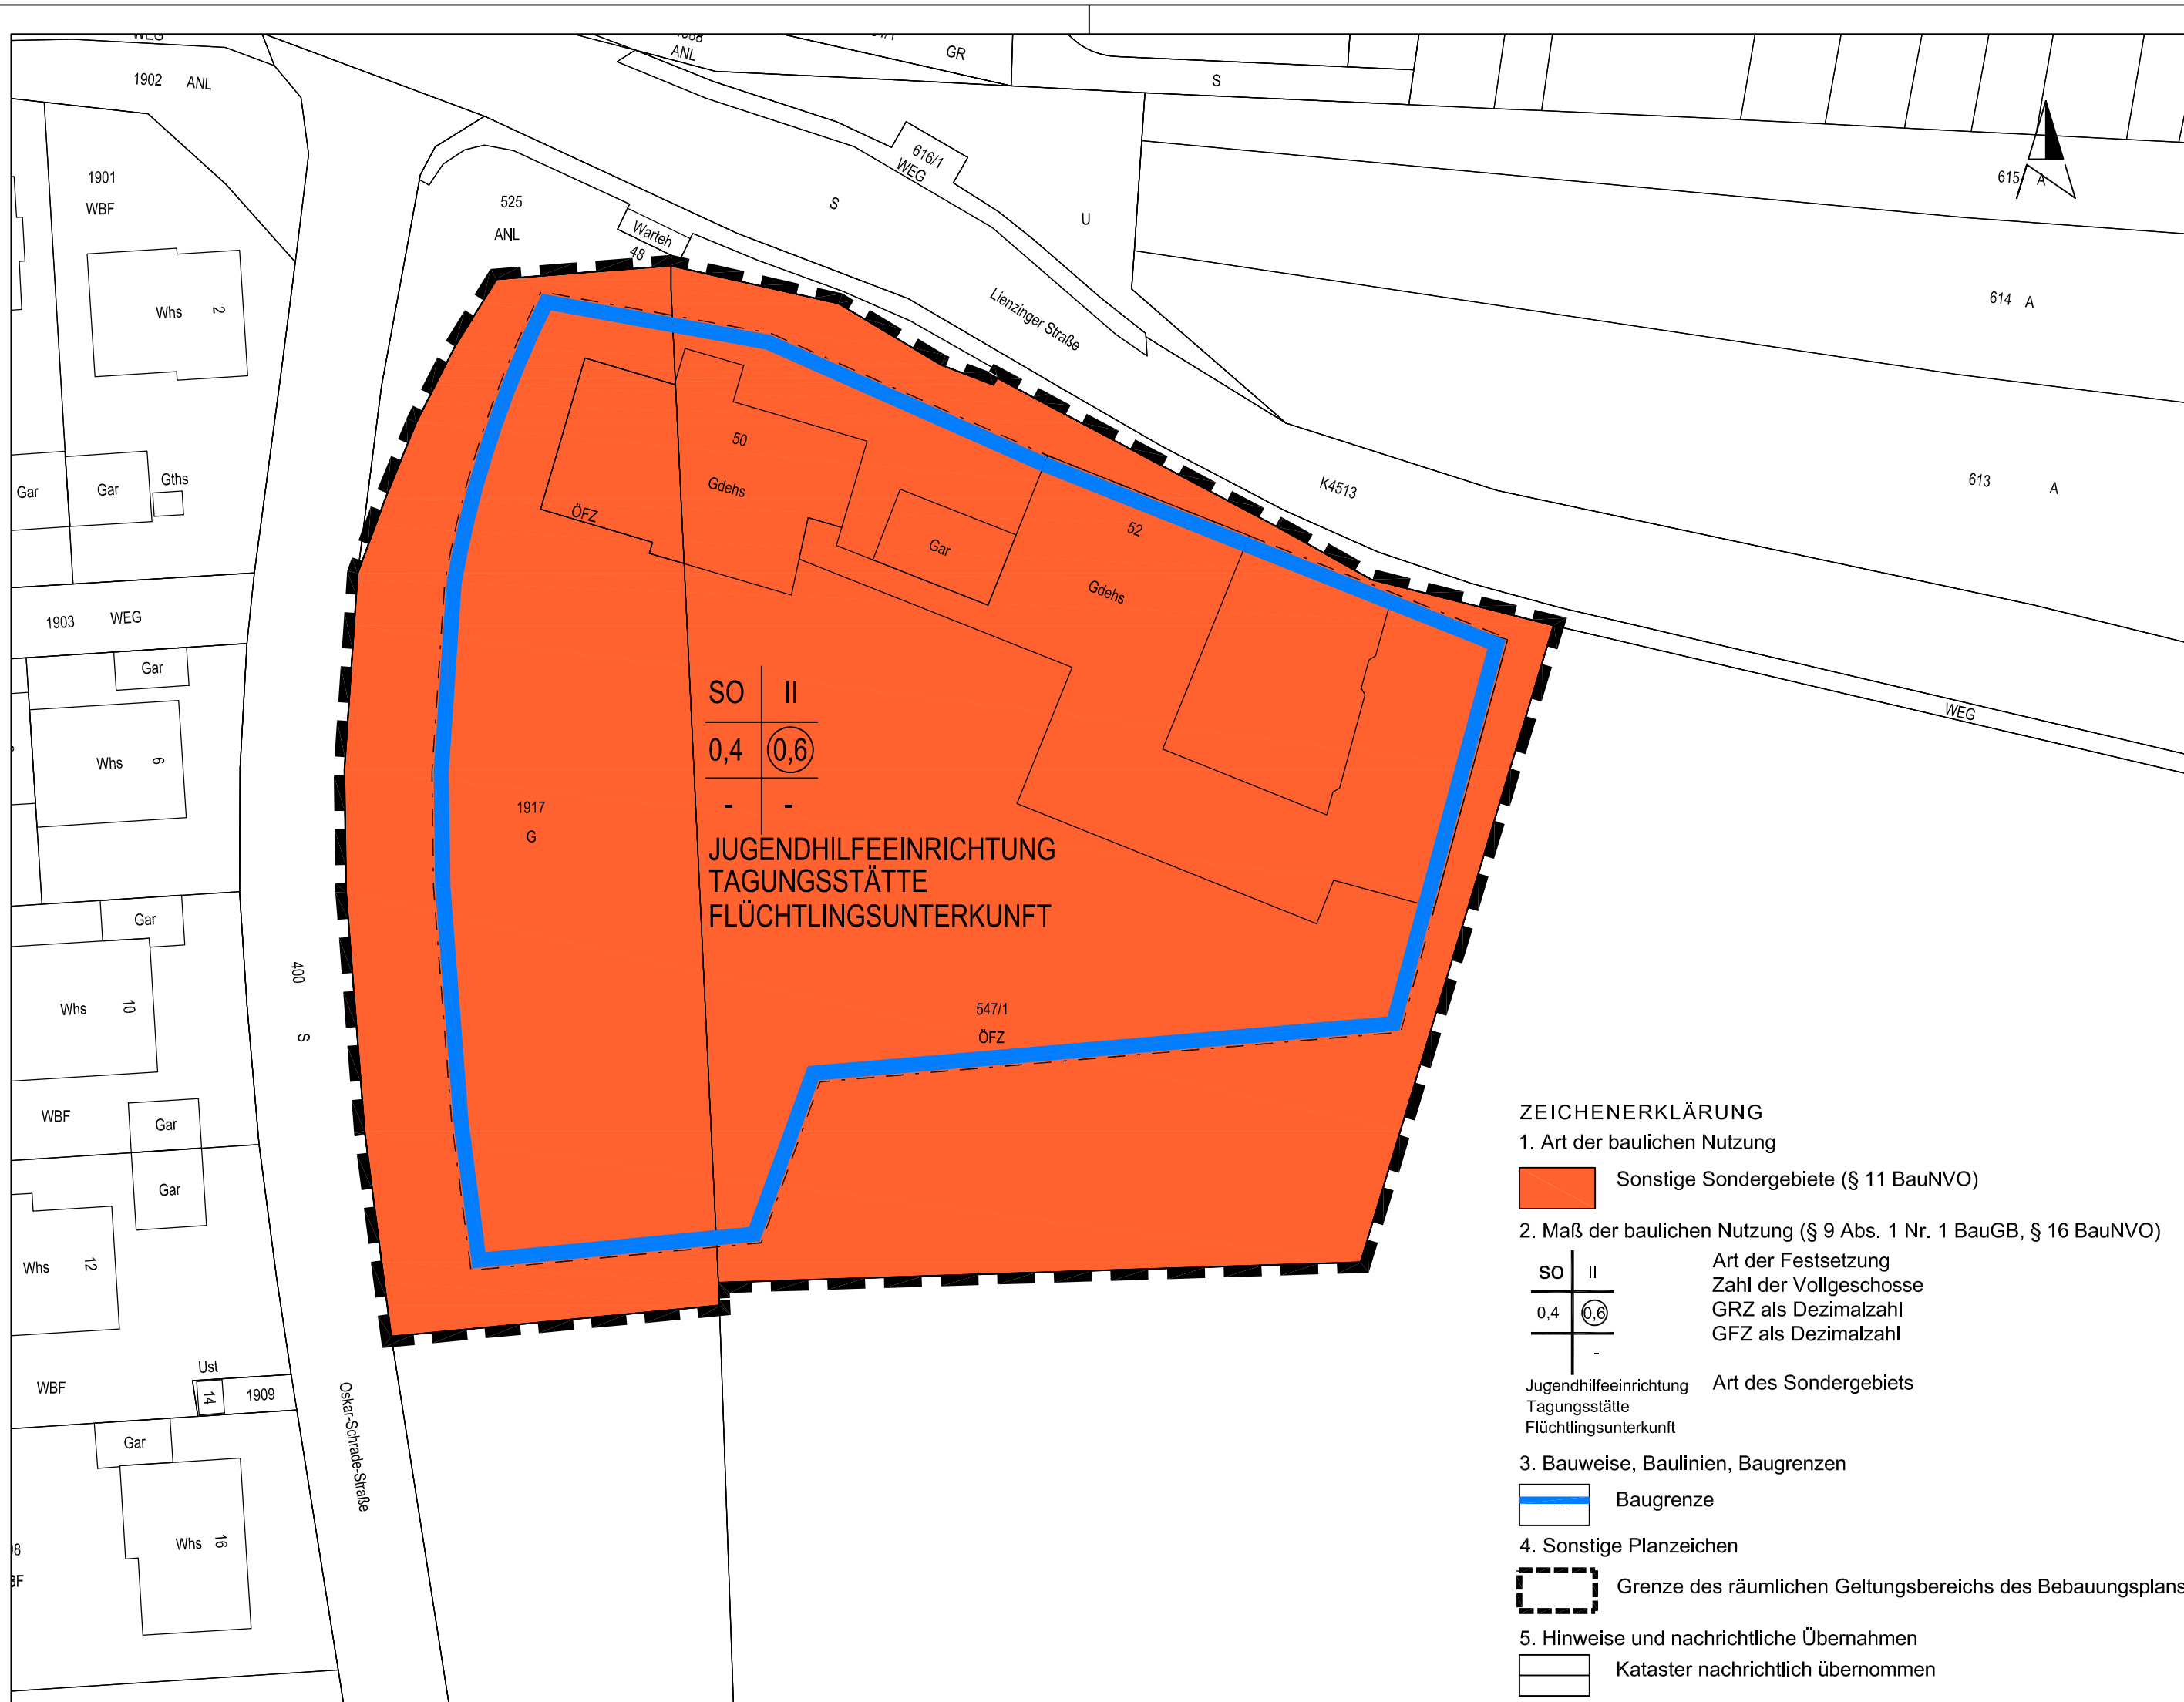 1902 ANL
ANL
GR
S
1901
WBF
616/1
WEG
615 A
525
ANL
S
U
Warteh
48
Whs 2
614 A
Lienzinger Straße
50
Gdehs
ÖFZ
Gar
Gar
Gths
K4513
613 A
52
Gdehs
Gar
1903 WEG
Gar
Whs 6
SO II
0,4 0,6
- -
WEG
1917
G
JUGENDHILFEEINRICHTUNG
TAGUNGSSTÄTTE
FLÜCHTLINGSUNTERKUNFT
Gar
400
S
Whs 10
547/1
ÖFZ
WBF
Gar
Gar
Whs 12
Ust
14
1909
WBF
Oskar-Schrade-Straße
Gar
Whs 16
ZEICHENERKLÄRUNG
1. Art der baulichen Nutzung
Sonstige Sondergebiete (§ 11 BauNVO)
2. Maß der baulichen Nutzung (§ 9 Abs. 1 Nr. 1 BauGB, § 16 BauNVO)
SO II
0,4 0,6
-
Art der Festsetzung
Zahl der Vollgeschosse
GRZ als Dezimalzahl
GFZ als Dezimalzahl
Jugendhilfeeinrichtung
Tagungsstätte
Flüchtlingsunterkunft
Art des Sondergebiets
3. Bauweise, Baulinien, Baugrenzen
Baugrenze
4. Sonstige Planzeichen
Grenze des räumlichen Geltungsbereichs des Bebauungsplans
5. Hinweise und nachrichtliche Übernahmen
Kataster nachrichtlich übernommen